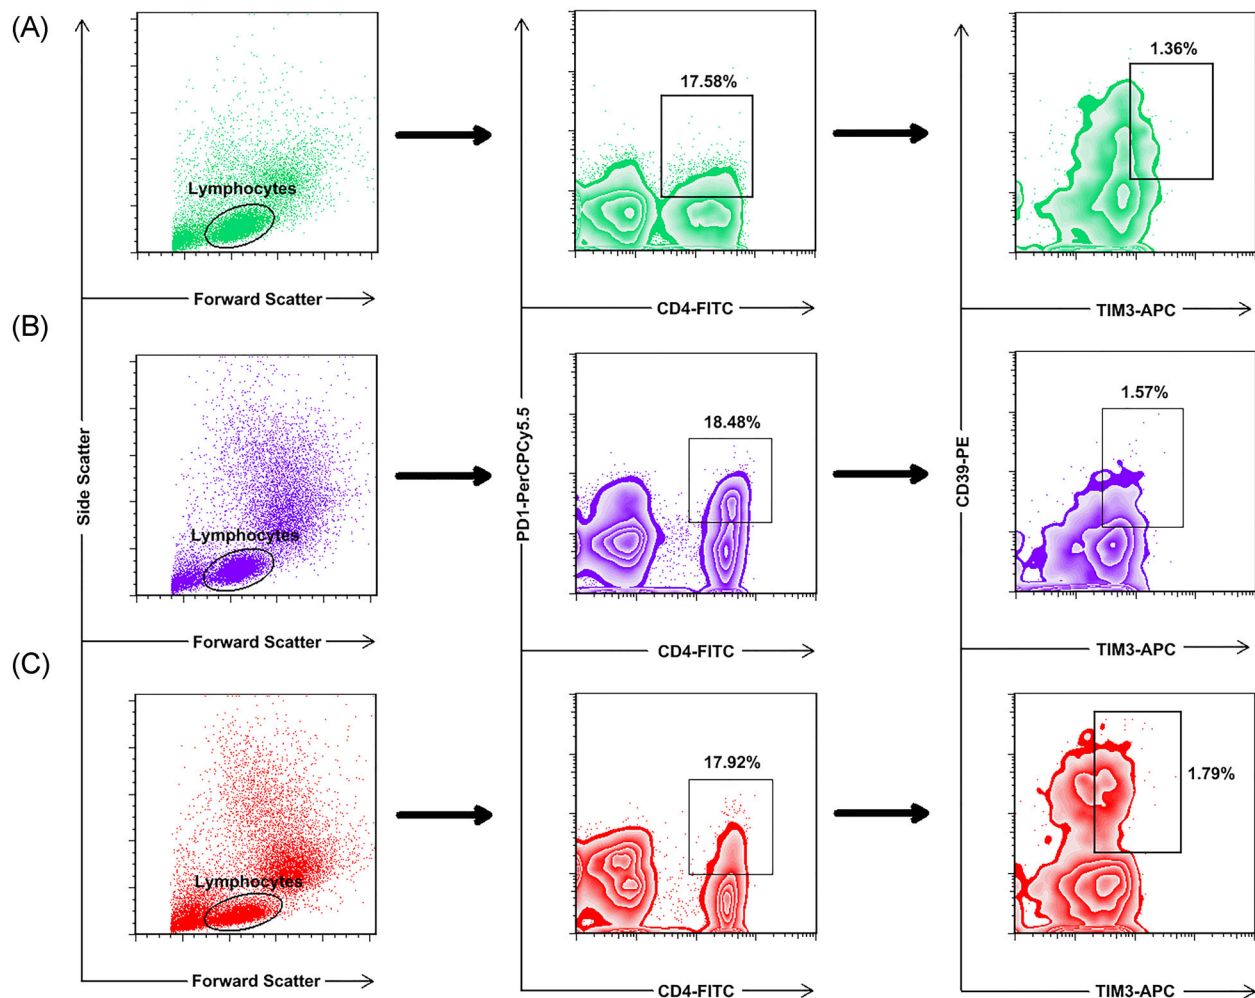 (A)
17.58%
1.36%
Lymphocytes
Forward Scatter
CD4-FITC
TIM3-APC
(B)
Side Scatter
PD1-PerCPCy5.5
CD39-PE
18.48%
1.57%
Lymphocytes
Forward Scatter
CD4-FITC
TIM3-APC
(C)
17.92%
1.79%
Lymphocytes
Forward Scatter
CD4-FITC
TIM3-APC